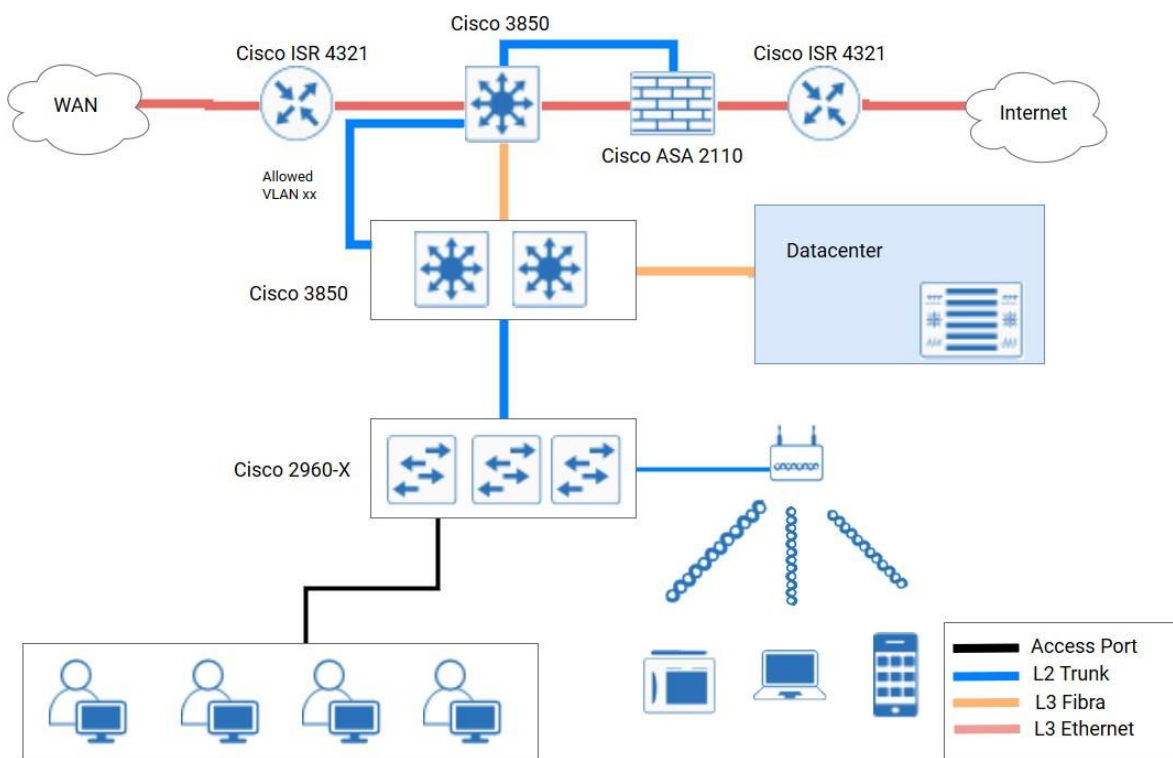 Cisco 3850
Cisco ISR 4321
Cisco ISR 4321
WAN
Internet
Cisco ASA 2110
Allowed
VLAN xx
Datacenter
Cisco 3850
Cisco 2960-X
Access Port
L2 Trunk
L3 Fibra
L3 Ethernet